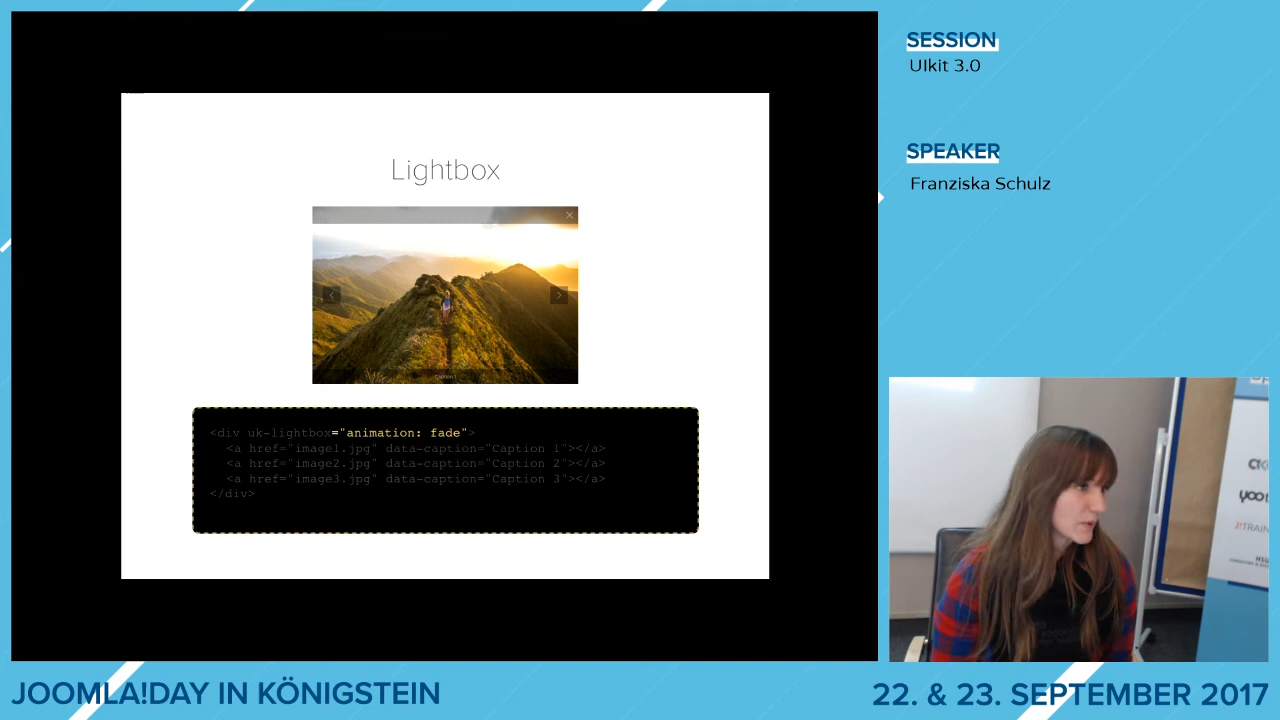 SESSION
UIkit 3.0
SPEAKER
Franziska Schulz
Lightbox
Caption 1
<div uk-lightbox="animation: fade">
<a href="image1.jpg" data-caption="Caption 1"></a>
<a href="image2.jpg" data-caption="Caption 2"></a>
<a href="image3.jpg" data-caption="Caption 3"></a>
</div>
JOOMLA!DAY IN KÖNIGSTEIN
22. & 23. SEPTEMBER 2017